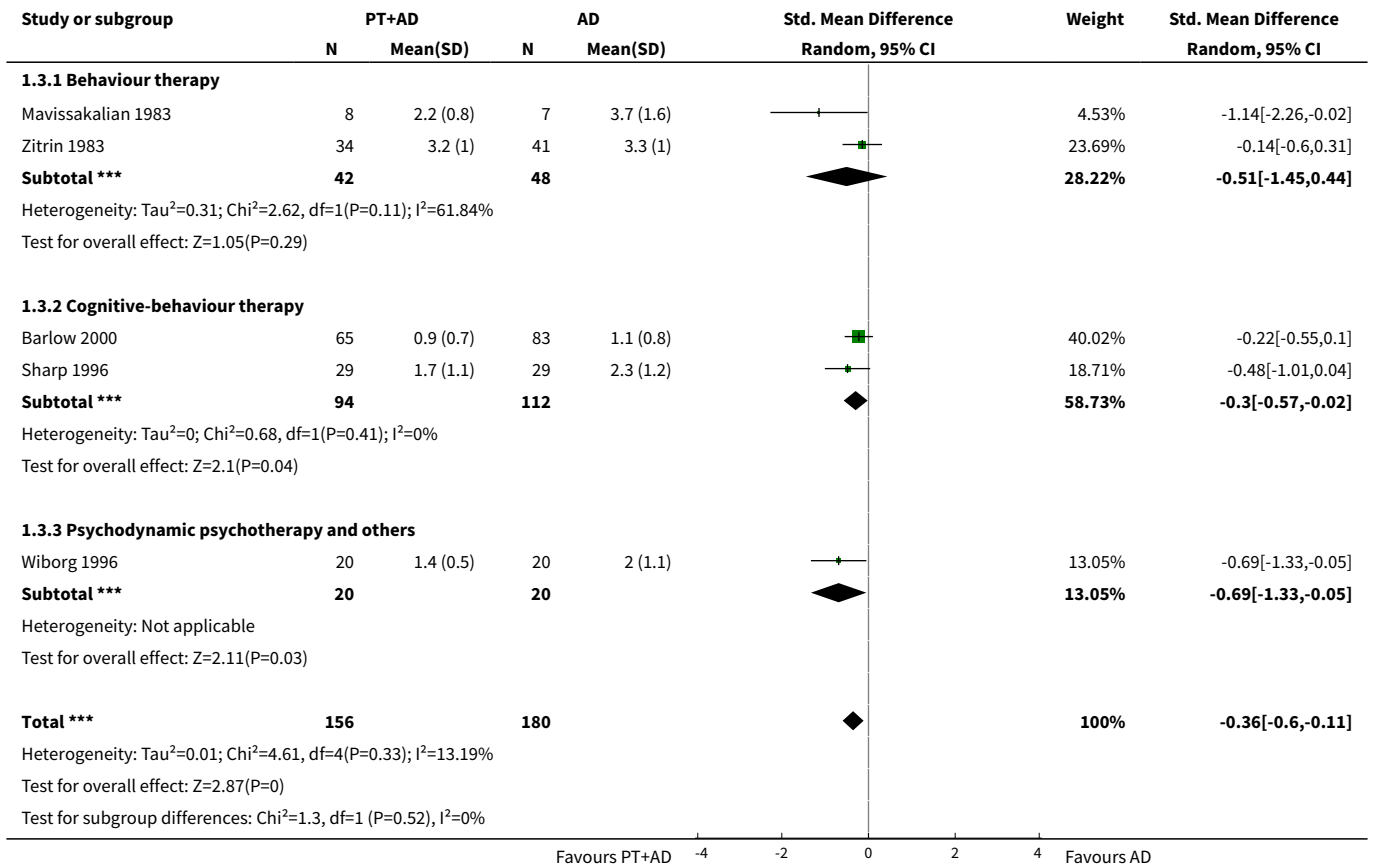 Study or subgroup PT+AD AD Std. Mean Difference Weight Std. Mean Difference
N Mean(SD) N Mean(SD) Random, 95% CI Random, 95% CI
1.3.1 Behaviour therapy
Mavissakalian 1983 8 2.2 (0.8) 7 3.7 (1.6) 4.53% -1.14[-2.26,-0.02]
Zitrin 1983 34 3.2 (1) 41 3.3 (1) 23.69% -0.14[-0.6,0.31]
Subtotal *** 42 48 28.22% -0.51[-1.45,0.44]
Heterogeneity: Tau²=0.31; Chi²=2.62, df=1(P=0.11); I²=61.84%
Test for overall effect: Z=1.05(P=0.29)
1.3.2 Cognitive-behaviour therapy
Barlow 2000 65 0.9 (0.7) 83 1.1 (0.8) 40.02% -0.22[-0.55,0.1]
Sharp 1996 29 1.7 (1.1) 29 2.3 (1.2) 18.71% -0.48[-1.01,0.04]
Subtotal *** 94 112 58.73% -0.3[-0.57,-0.02]
Heterogeneity: Tau²=0; Chi²=0.68, df=1(P=0.41); I²=0%
Test for overall effect: Z=2.1(P=0.04)
1.3.3 Psychodynamic psychotherapy and others
Wiborg 1996 20 1.4 (0.5) 20 2 (1.1) 13.05% -0.69[-1.33,-0.05]
Subtotal *** 20 20 13.05% -0.69[-1.33,-0.05]
Heterogeneity: Not applicable
Test for overall effect: Z=2.11(P=0.03)
Total *** 156 180 100% -0.36[-0.6,-0.11]
Heterogeneity: Tau²=0.01; Chi²=4.61, df=4(P=0.33); I²=13.19%
Test for overall effect: Z=2.87(P=0)
Test for subgroup differences: Chi²=1.3, df=1 (P=0.52), I²=0%
Favours PT+AD -4 -2 0 2 4 Favours AD